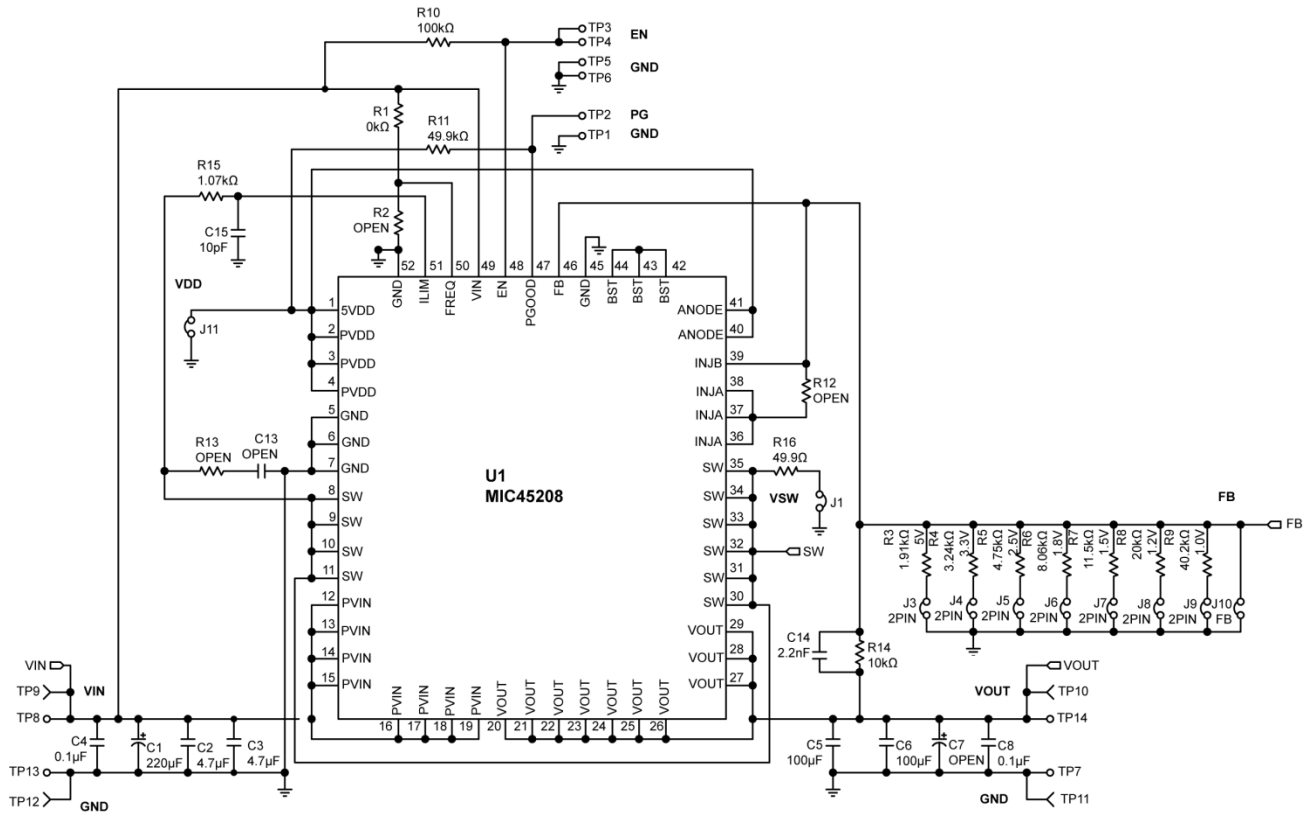 R10
100kΩ
TP3
TP4
EN
TP5
TP6
GND
R1
0kΩ
R11
49.9kΩ
TP2
PG
TP1
GND
R15
1.07kΩ
C15
10pF
R2
OPEN
52 51 50 49 48 47 46 45 44 43 42
GND
ILIM
FREQ
VIN
EN
PGOOD
FB
GND
BST
BST
BST
VDD
J11
1 5VDD
2 PVDD
3 PVDD
4 PVDD
5 GND
6 GND
7 GND
8 SW
9 SW
10 SW
11 SW
12 PVIN
13 PVIN
14 PVIN
15 PVIN
R13
OPEN
C13
OPEN
U1
MIC45208
ANODE 41
ANODE 40
INJB 39
INJA 38
INJA 37
INJA 36
SW 35
SW 34
SW 33
SW 32
SW 31
SW 30
VOUT 29
VOUT 28
VOUT 27
R12
OPEN
R16
49.9Ω
VSW
J1
SW
FB
FB
R3
1.91kΩ
5V
R4
3.24kΩ
3.3V
R5
4.75kΩ
2.5V
R6
8.06kΩ
1.8V
R7
11.5kΩ
1.5V
R8
20kΩ
1.2V
R9
40.2kΩ
1.0V
J3
2PIN
J4
2PIN
J5
2PIN
J6
2PIN
J7
2PIN
J8
2PIN
J9
2PIN
J10
FB
C14
2.2nF
R14
10kΩ
VIN
TP9
VIN
TP8
C4
0.1µF
C1
220µF
C2
4.7µF
C3
4.7µF
TP13
TP12
GND
PVIN
PVIN
PVIN
PVIN
VOUT
VOUT
VOUT
VOUT
VOUT
VOUT
VOUT
16 17 18 19 20 21 22 23 24 25 26
VOUT
VOUT
TP10
TP14
C5
100µF
C6
100µF
C7
OPEN
C8
0.1µF
TP7
GND
TP11